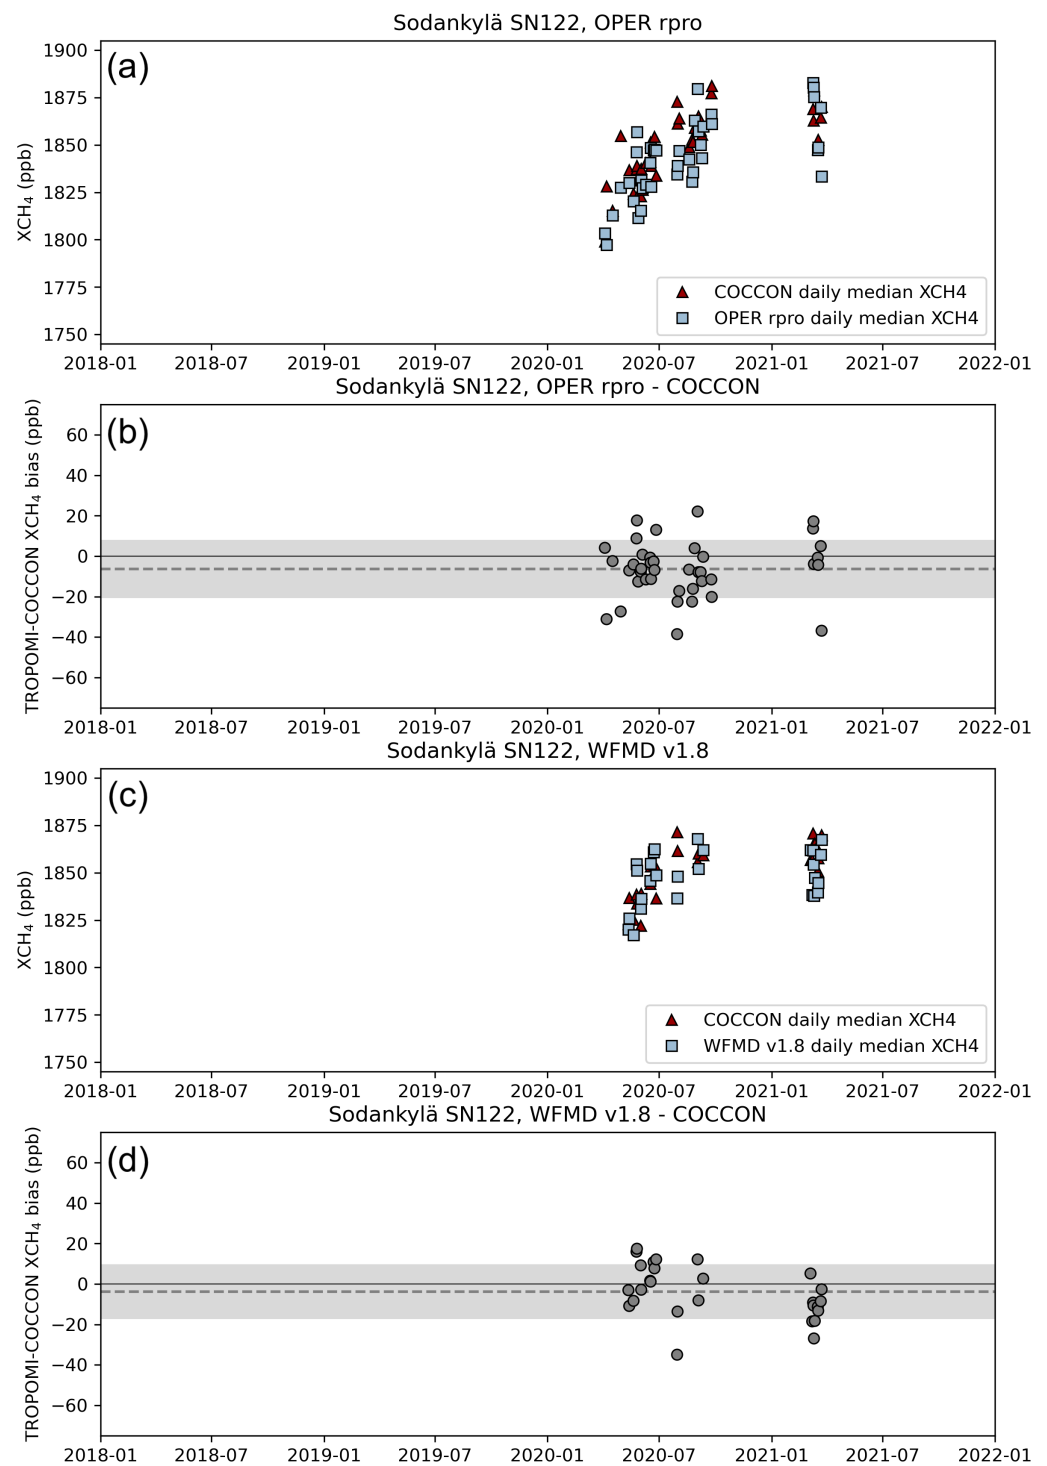 Sodankylä SN122, OPER rpro
(a)
XCH₄ (ppb)
1900
1875
1850
1825
1800
1775
1750
COCCON daily median XCH4
OPER rpro daily median XCH4
2018-01 2018-07 2019-01 2019-07 2020-01 2020-07 2021-01 2021-07 2022-01
Sodankylä SN122, OPER rpro - COCCON
(b)
TROPOMI-COCCON XCH₄ bias (ppb)
60
40
20
0
−20
−40
−60
2018-01 2018-07 2019-01 2019-07 2020-01 2020-07 2021-01 2021-07 2022-01
Sodankylä SN122, WFMD v1.8
(c)
XCH₄ (ppb)
1900
1875
1850
1825
1800
1775
1750
COCCON daily median XCH4
WFMD v1.8 daily median XCH4
2018-01 2018-07 2019-01 2019-07 2020-01 2020-07 2021-01 2021-07 2022-01
Sodankylä SN122, WFMD v1.8 - COCCON
(d)
TROPOMI-COCCON XCH₄ bias (ppb)
60
40
20
0
−20
−40
−60
2018-01 2018-07 2019-01 2019-07 2020-01 2020-07 2021-01 2021-07 2022-01